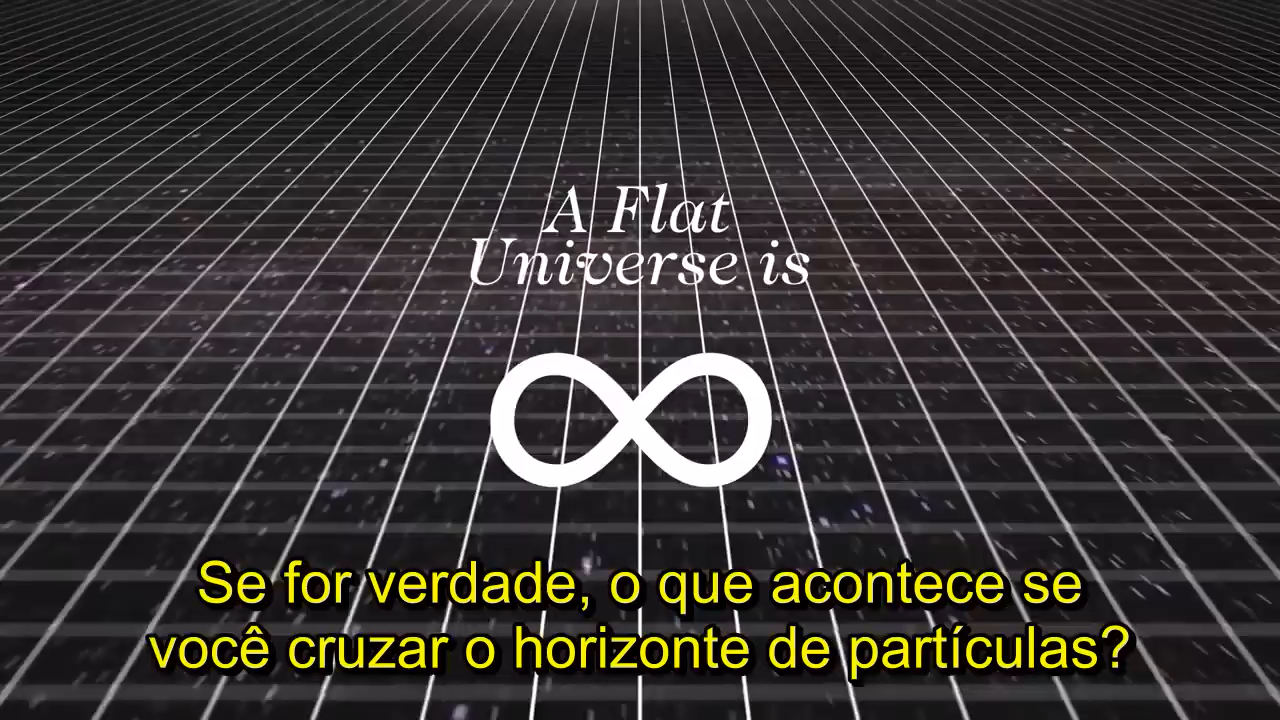 A Flat
Universe is
∞
Se for verdade, o que acontece se
você cruzar o horizonte de partículas?